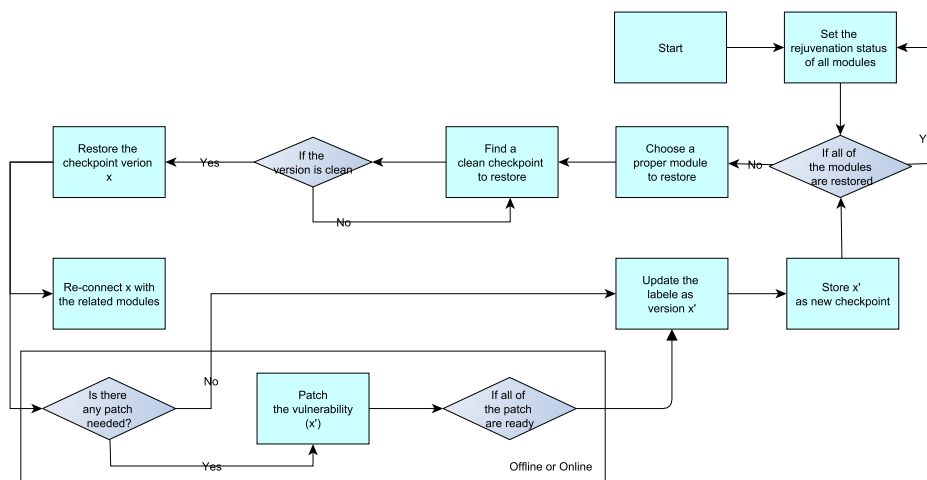 Start
Set the
rejuvenation status
of all modules
Restore the
checkpoint verion
x
Yes
If the
version is clean
No
Find a
clean checkpoint
to restore
Choose a
proper module
to restore
No
If all of
the modules
are restored
Y
Re-connect x with
the related modules
Update the
labele as
version x'
Store x'
as new checkpoint
No
Is there
any patch
needed?
Yes
Patch
the vulnerability
(x')
If all of
the patch
are ready
Offline or Online